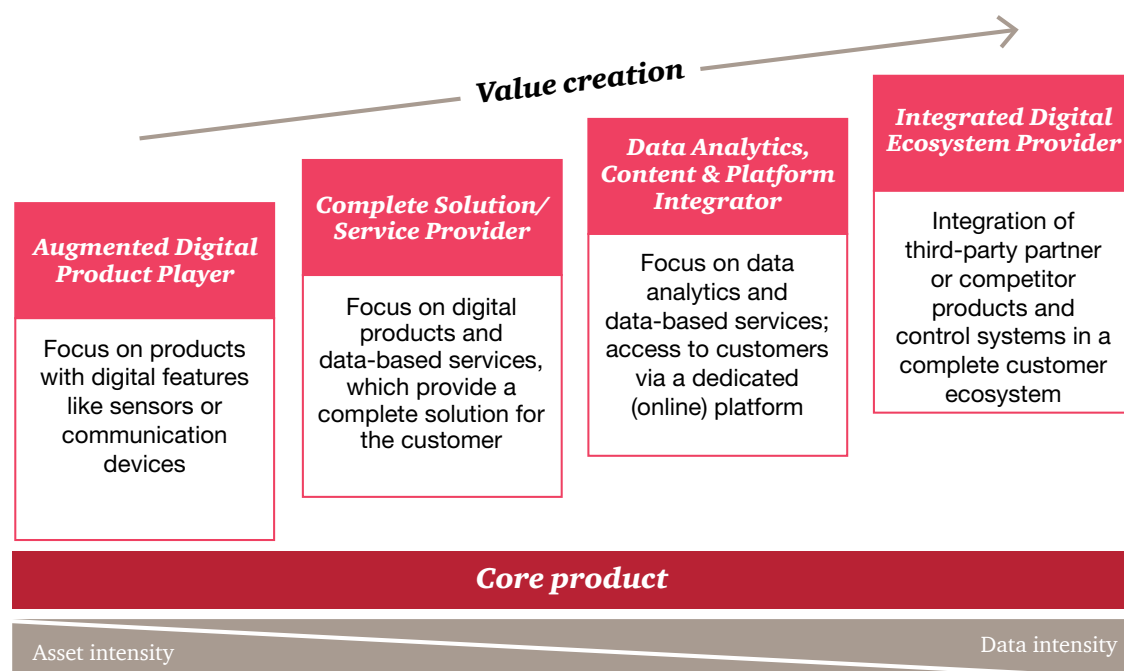 Value creation
Augmented Digital
Product Player
Focus on products
with digital features
like sensors or
communication
devices
Complete Solution/
Service Provider
Focus on digital
products and
data-based services,
which provide a
complete solution for
the customer
Data Analytics,
Content & Platform
Integrator
Focus on data
analytics and
data-based services;
access to customers
via a dedicated
(online) platform
Integrated Digital
Ecosystem Provider
Integration of
third-party partner
or competitor
products and
control systems in a
complete customer
ecosystem
Core product
Asset intensity
Data intensity